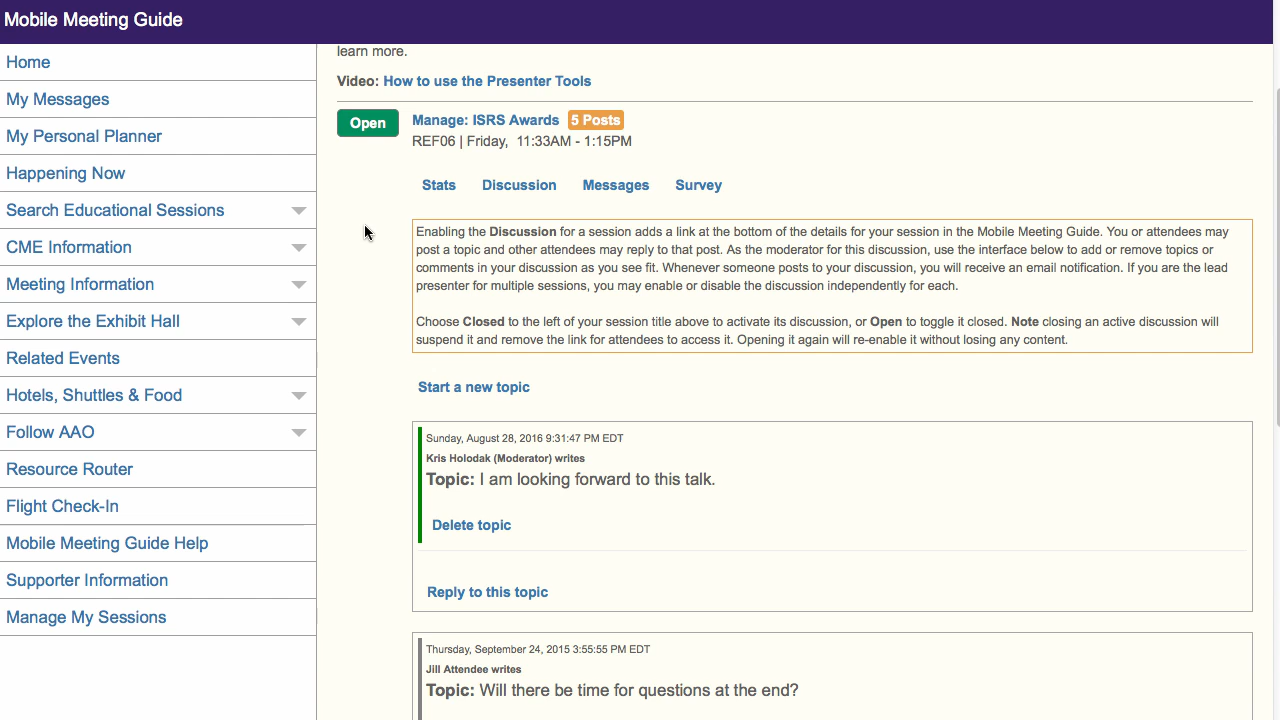 Mobile Meeting Guide
Home
My Messages
My Personal Planner
Happening Now
Search Educational Sessions
CME Information
Meeting Information
Explore the Exhibit Hall
Related Events
Hotels, Shuttles & Food
Follow AAO
Resource Router
Flight Check-In
Mobile Meeting Guide Help
Supporter Information
Manage My Sessions
learn more.
Video: How to use the Presenter Tools
Open
Manage: ISRS Awards 5 Posts
REF06 | Friday, 11:33AM - 1:15PM
Stats Discussion Messages Survey
Enabling the Discussion for a session adds a link at the bottom of the details for your session in the Mobile Meeting Guide. You or attendees may
post a topic and other attendees may reply to that post. As the moderator for this discussion, use the interface below to add or remove topics or
comments in your discussion as you see fit. Whenever someone posts to your discussion, you will receive an email notification. If you are the lead
presenter for multiple sessions, you may enable or disable the discussion independently for each.
Choose Closed to the left of your session title above to activate its discussion, or Open to toggle it closed. Note closing an active discussion will
suspend it and remove the link for attendees to access it. Opening it again will re-enable it without losing any content.
Start a new topic
Sunday, August 28, 2016 9:31:47 PM EDT
Kris Holodak (Moderator) writes
Topic: I am looking forward to this talk.
Delete topic
Reply to this topic
Thursday, September 24, 2015 3:55:55 PM EDT
Jill Attendee writes
Topic: Will there be time for questions at the end?